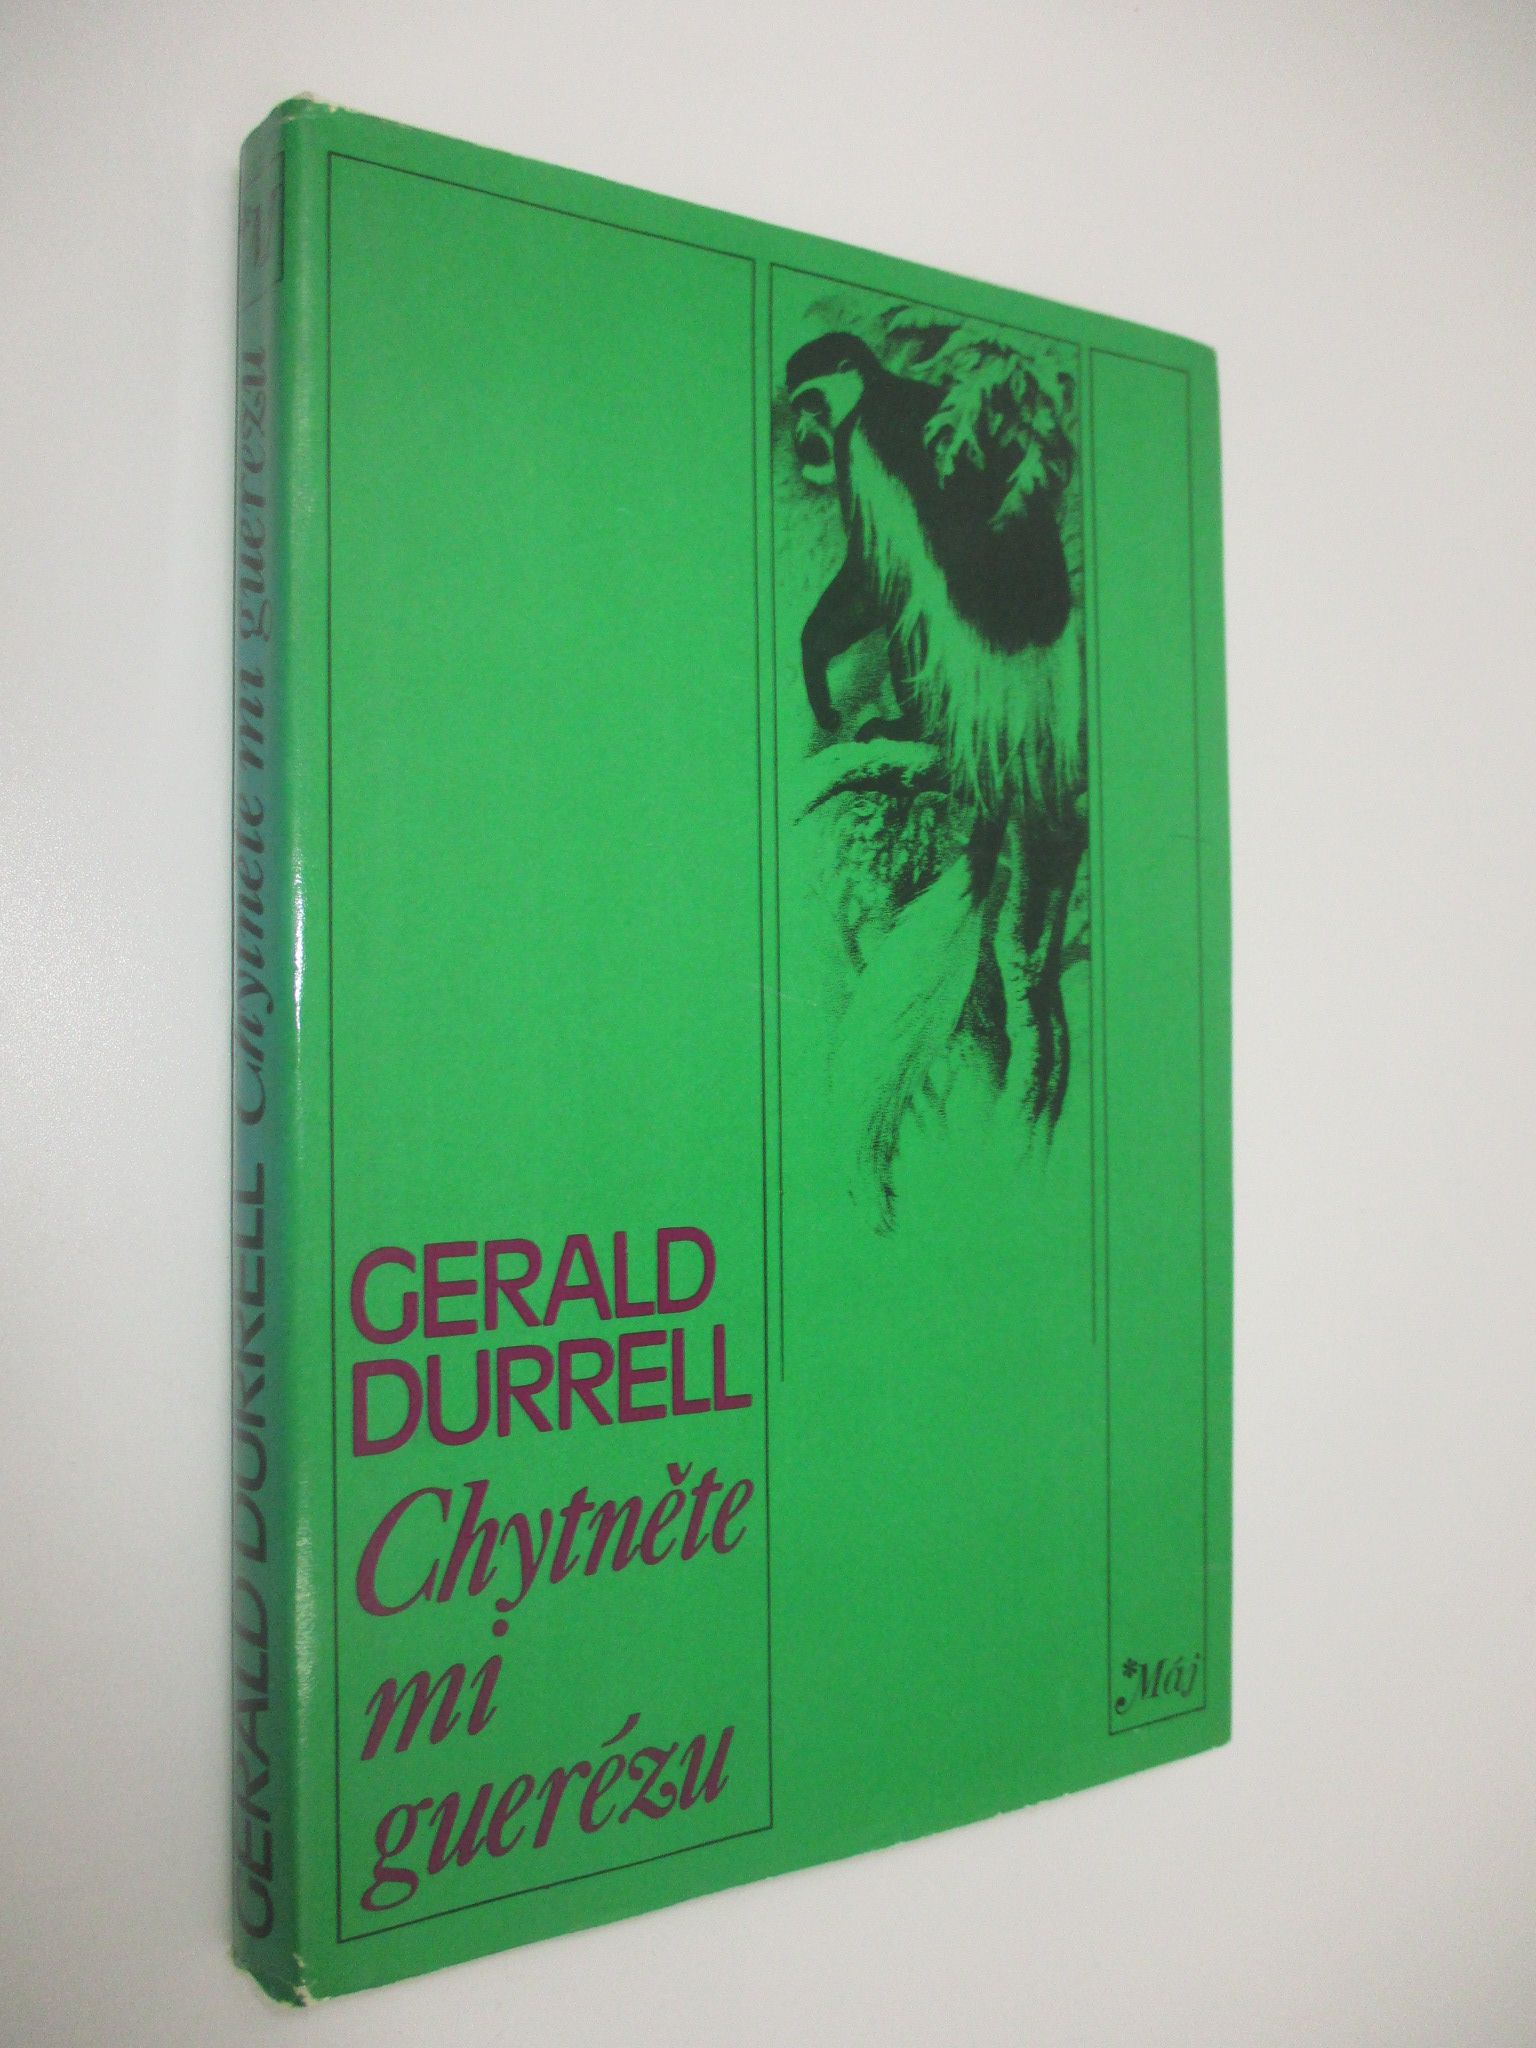 GERALD DURRELL Chytněte mi guerézu
GERALD
DURRELL
Chytněte
mi
guerézu
*Máj